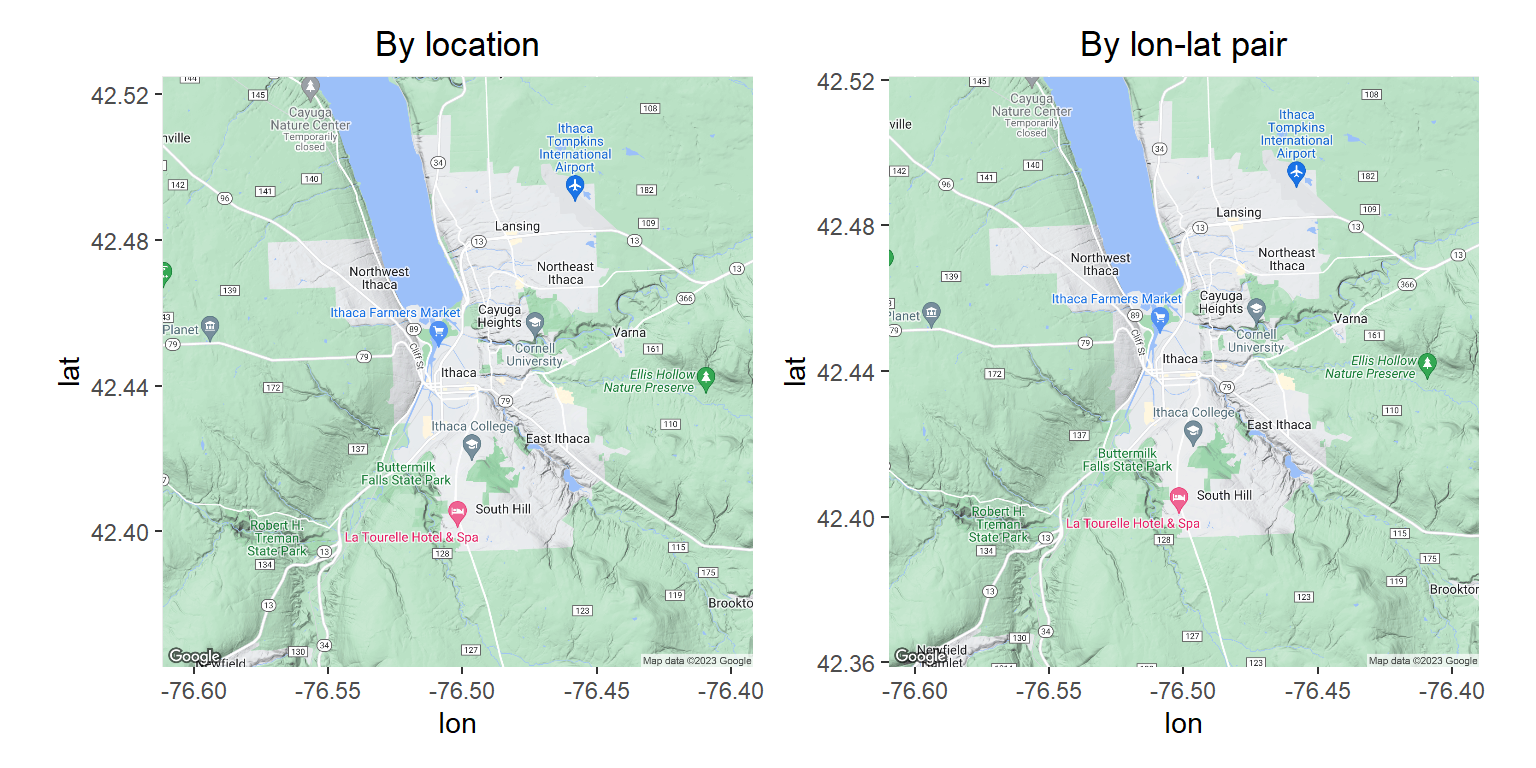 By location
42.52
42.48
42.44
42.40
lat
144
145
Cayuga
Nature Center
Temporarily
closed
108
Ithaca
Tompkins
International
Airport
ville
34
142
141
140
96
182
109
Lansing
13
13
13
Northwest
Ithaca
Northeast
Ithaca
139
366
Ithaca Farmers Market
Cayuga
Heights
Planet
89
Varna
79
79
Cliff St
Cornell
University
161
172
Ithaca
Ellis Hollow
Nature Preserve
79
110
Ithaca College
East Ithaca
137
Buttermilk
Falls State Park
South Hill
Robert H.
Treman
State Park
La Tourelle Hotel & Spa
13
128
115
134
175
119
13
Brookto
123
34
130
127
Newfield
Google
Map data ©2023 Google
-76.60
-76.55
-76.50
-76.45
-76.40
lon
By lon-lat pair
42.52
42.48
42.44
42.40
42.36
lat
145
Cayuga
Nature Center
Temporarily
closed
108
Ithaca
Tompkins
International
Airport
ville
34
142
141
140
96
182
109
Lansing
13
13
13
Northwest
Ithaca
Northeast
Ithaca
139
366
Ithaca Farmers Market
Cayuga
Heights
Planet
89
Varna
79
79
Cliff St
Cornell
University
161
172
Ithaca
Ellis Hollow
Nature Preserve
79
110
Ithaca College
East Ithaca
137
Buttermilk
Falls State Park
South Hill
Robert H.
Treman
State Park
La Tourelle Hotel & Spa
13
128
115
134
175
119
13
Brooktor
123
34
130
127
Newfield
Hamlet
123
Google
Map data ©2023 Google
-76.60
-76.55
-76.50
-76.45
-76.40
lon